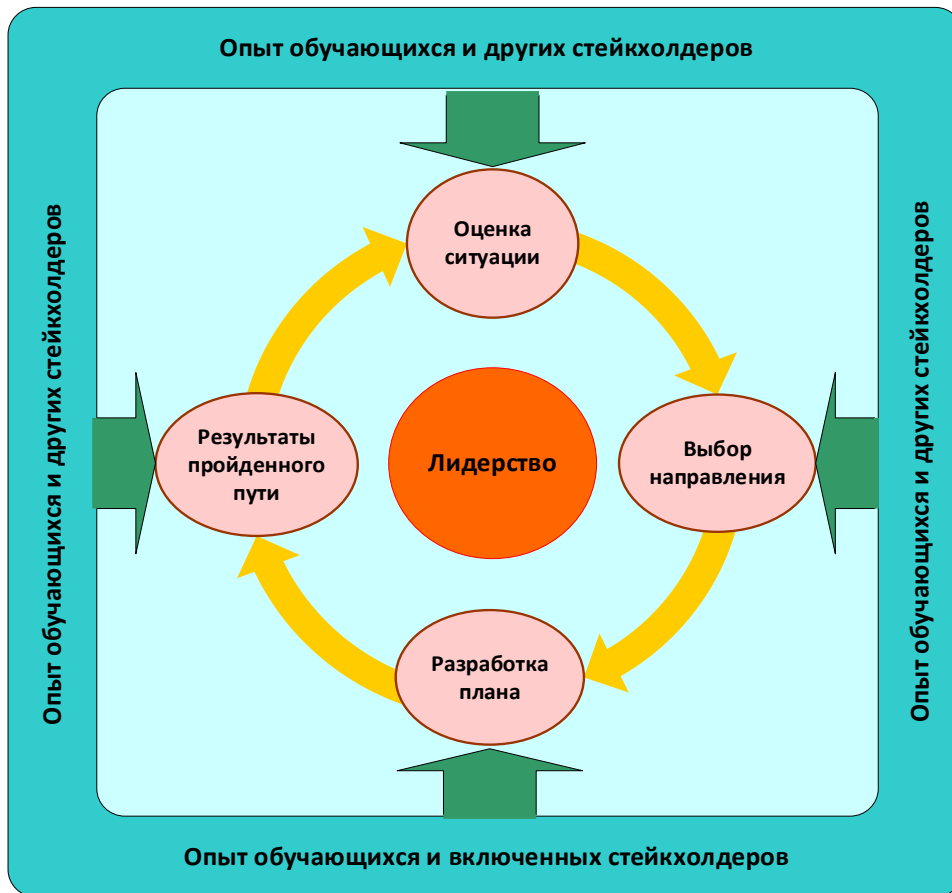 Опыт обучающихся и других стейкхолдеров
Оценка
ситуации
Опыт обучающихся и других стейкхолдеров
Результаты
пройденного
пути
Лидерство
Выбор
направления
Опыт обучающихся и других стейкхолдеров
Разработка
плана
Опыт обучающихся и включенных стейкхолдеров